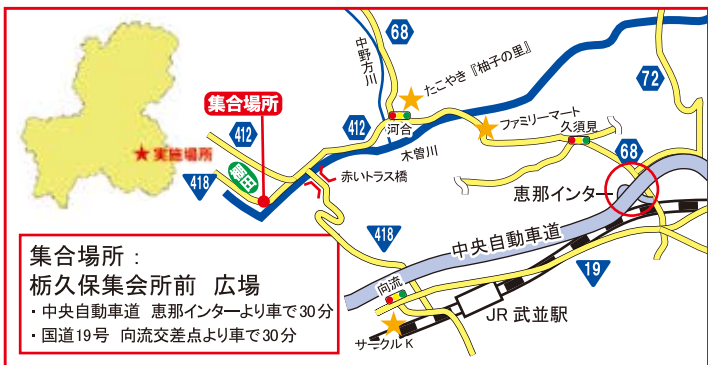 68
中野方川
たこやき『柚子の里』
72
集合場所
412
412
河合
ファミリーマート
久須見
木曽川
68
実施場所
418
赤いトラス橋
恵那インター
418
中央自動車道
19
向流
JR 武並駅
サークルK
集合場所：
栃久保集会所前 広場
・中央自動車道 恵那インターより車で30分
・国道19号 向流交差点より車で30分